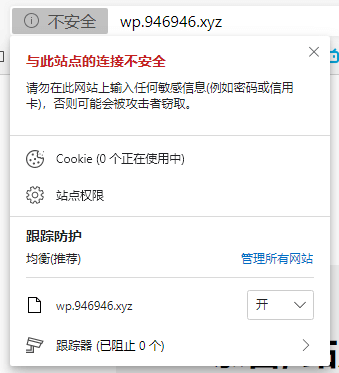 不安全 wp.946946.xyz
与此站点的连接不安全
请勿在此网站上输入任何敏感信息(例如密码或信用
卡)，否则可能会被攻击者窃取。
Cookie (0 个正在使用中)
站点权限
跟踪防护
均衡(推荐) 管理所有网站
wp.946946.xyz 开
跟踪器 (已阻止 0 个)